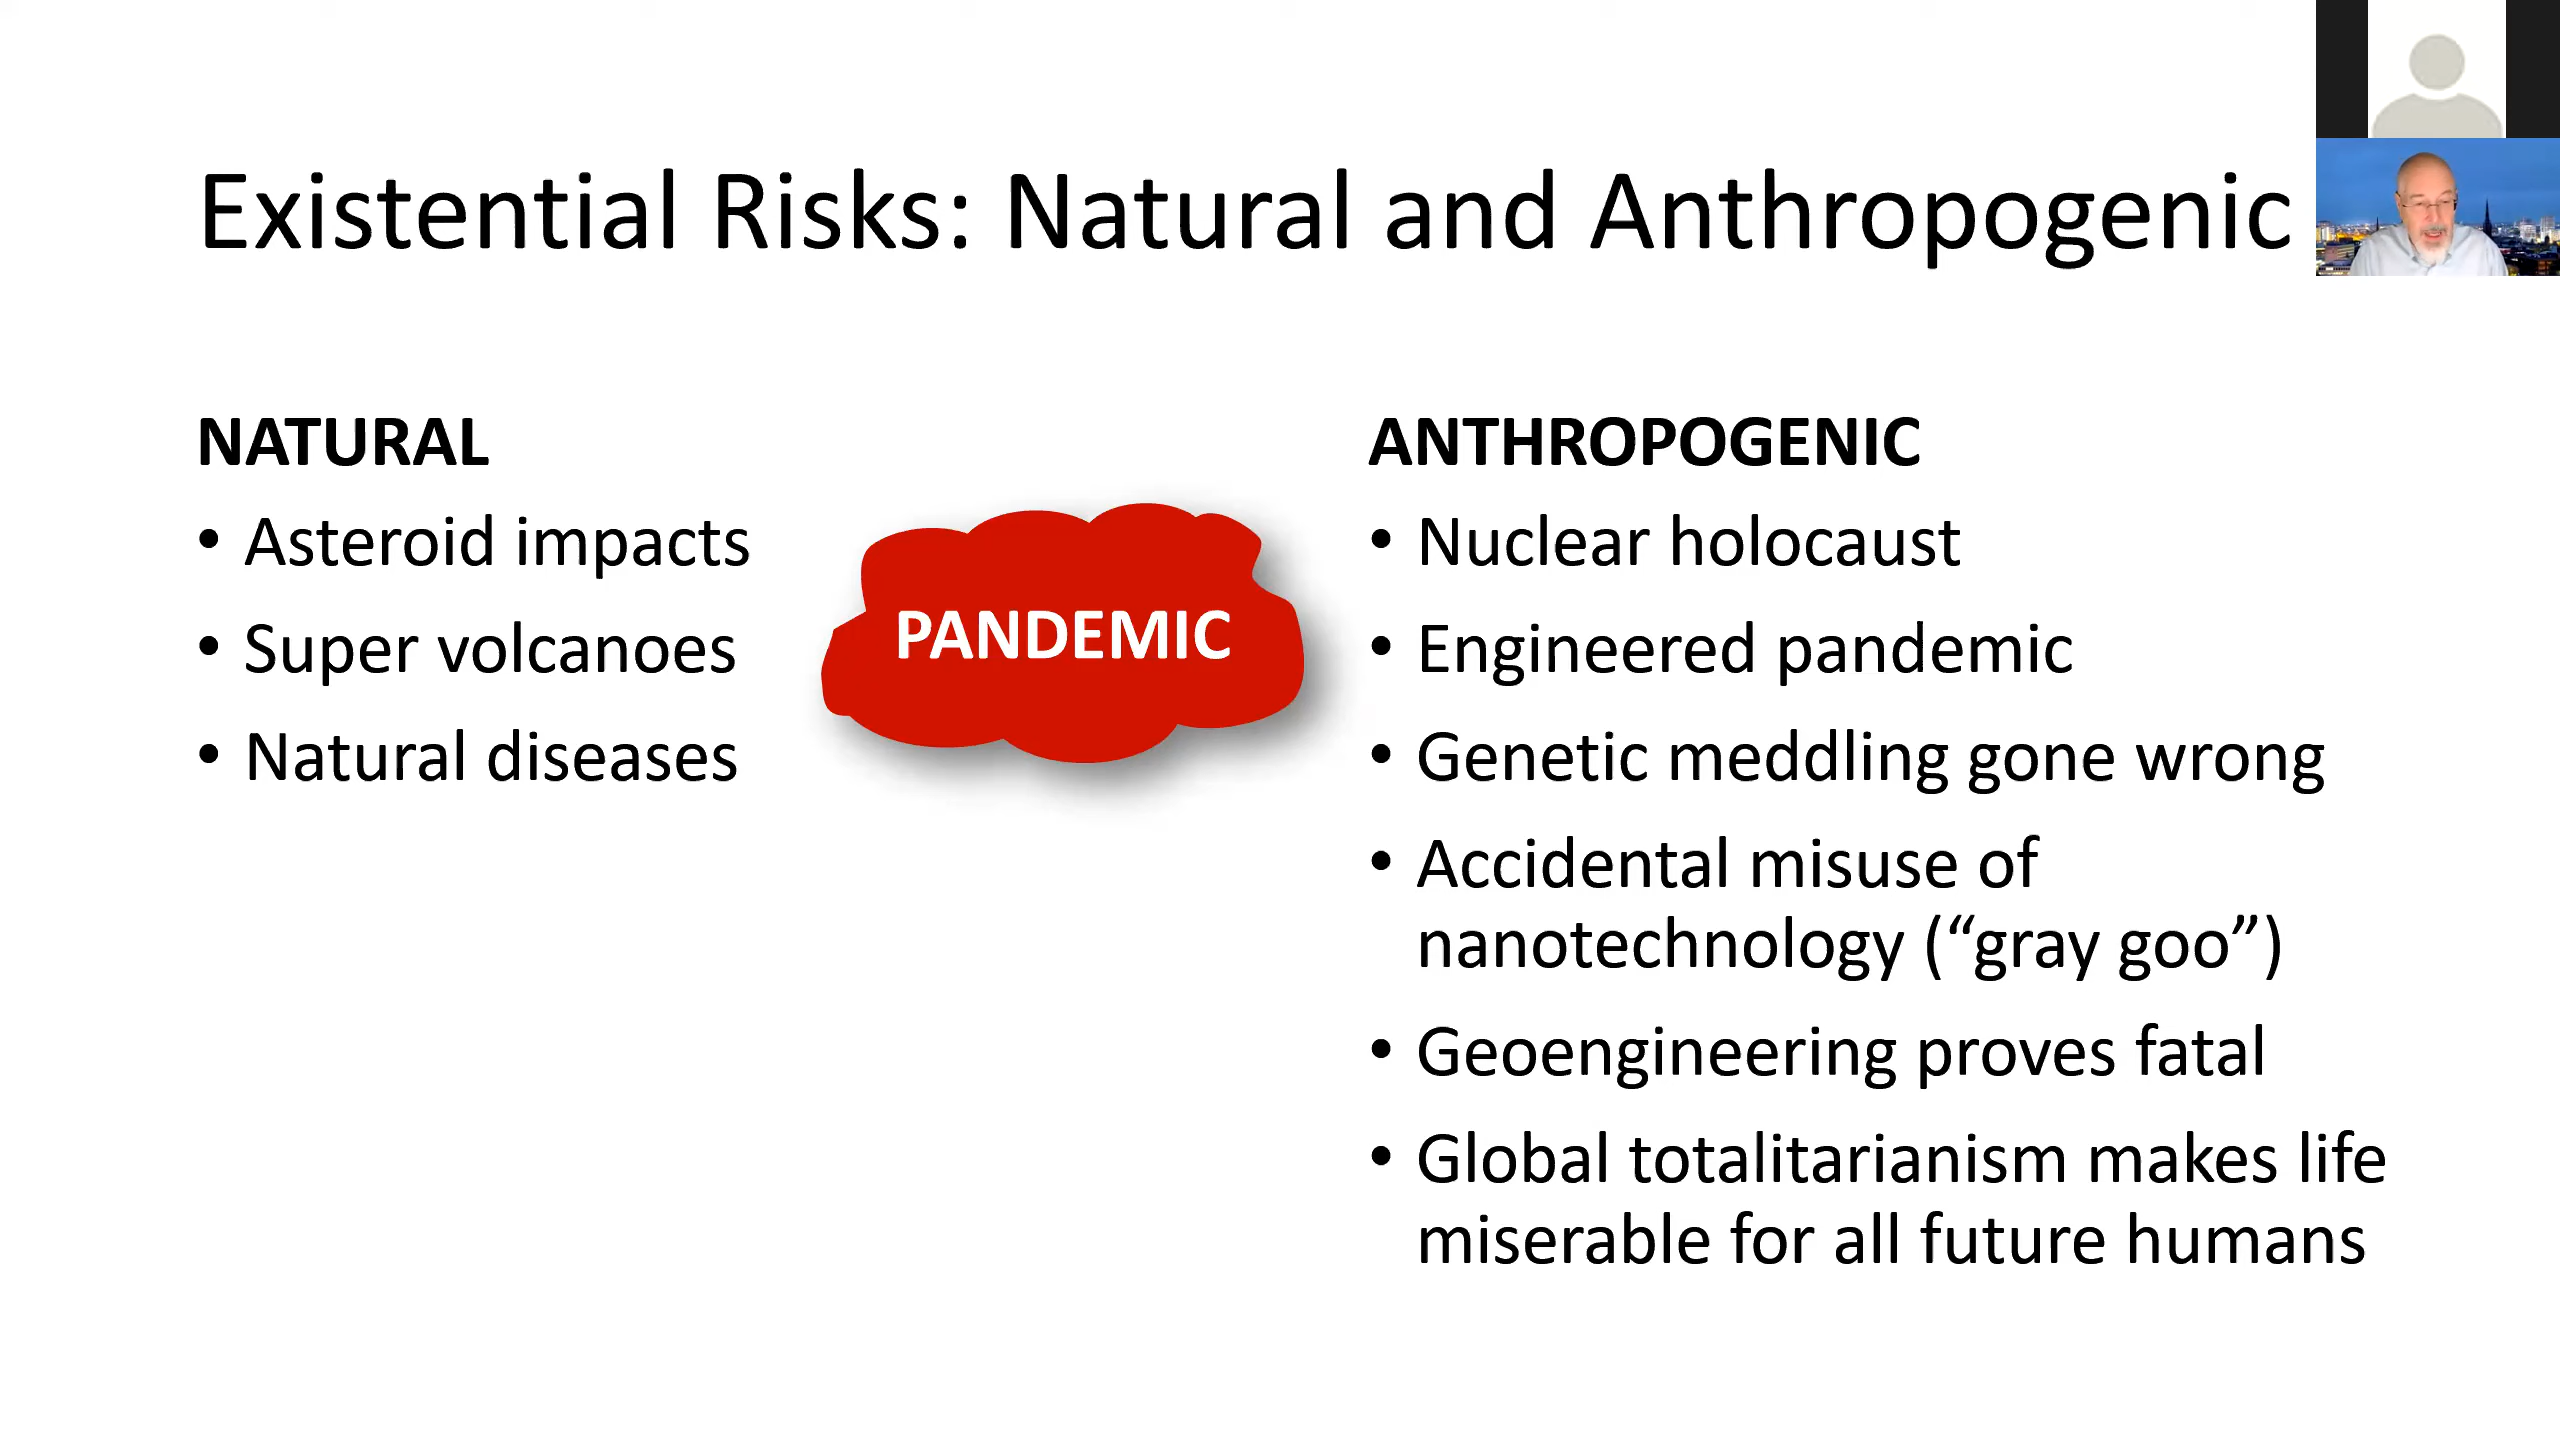 Existential Risks: Natural and Anthropogenic
NATURAL
• Asteroid impacts
• Super volcanoes
• Natural diseases
PANDEMIC
ANTHROPOGENIC
• Nuclear holocaust
• Engineered pandemic
• Genetic meddling gone wrong
• Accidental misuse of
nanotechnology (“gray goo”)
• Geoengineering proves fatal
• Global totalitarianism makes life
miserable for all future humans